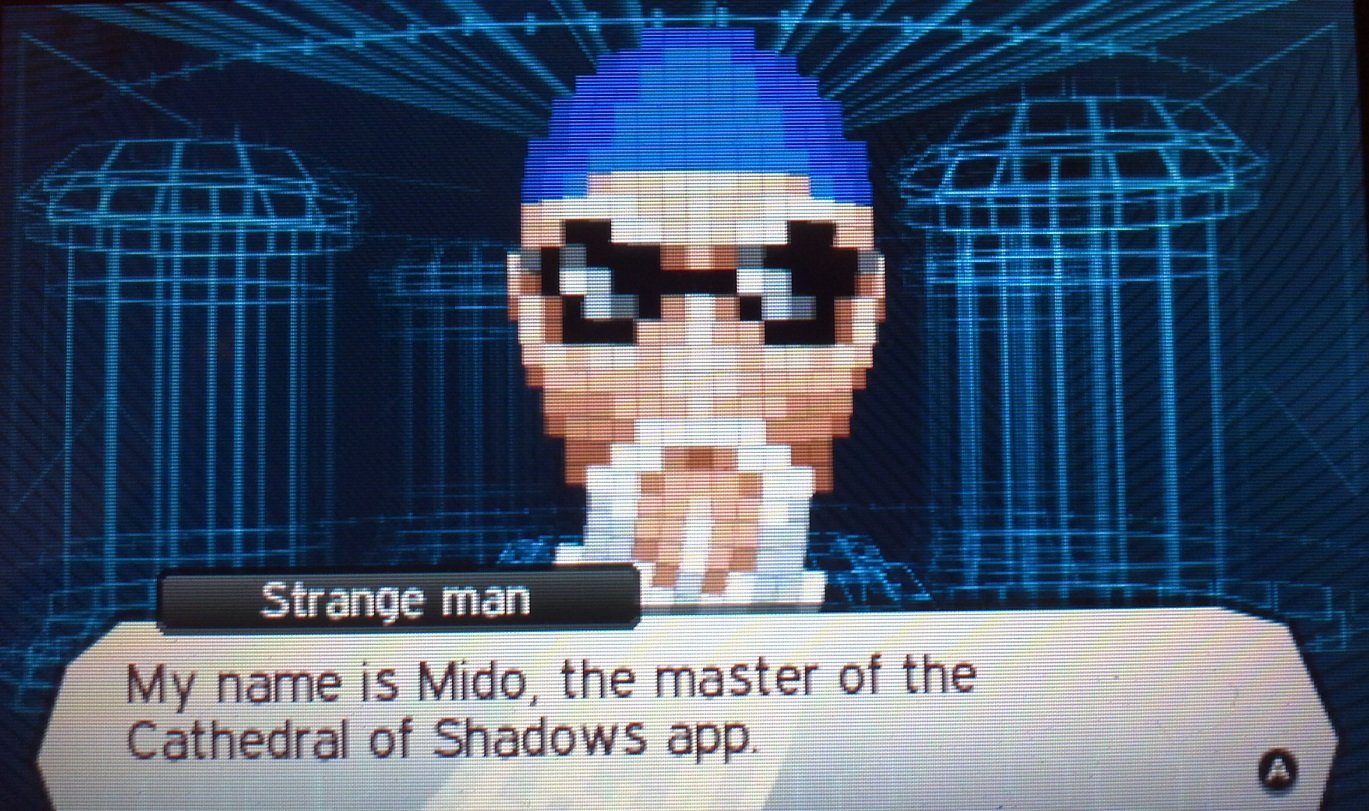 Strange man
My name is Mido, the master of the
Cathedral of Shadows app.
A